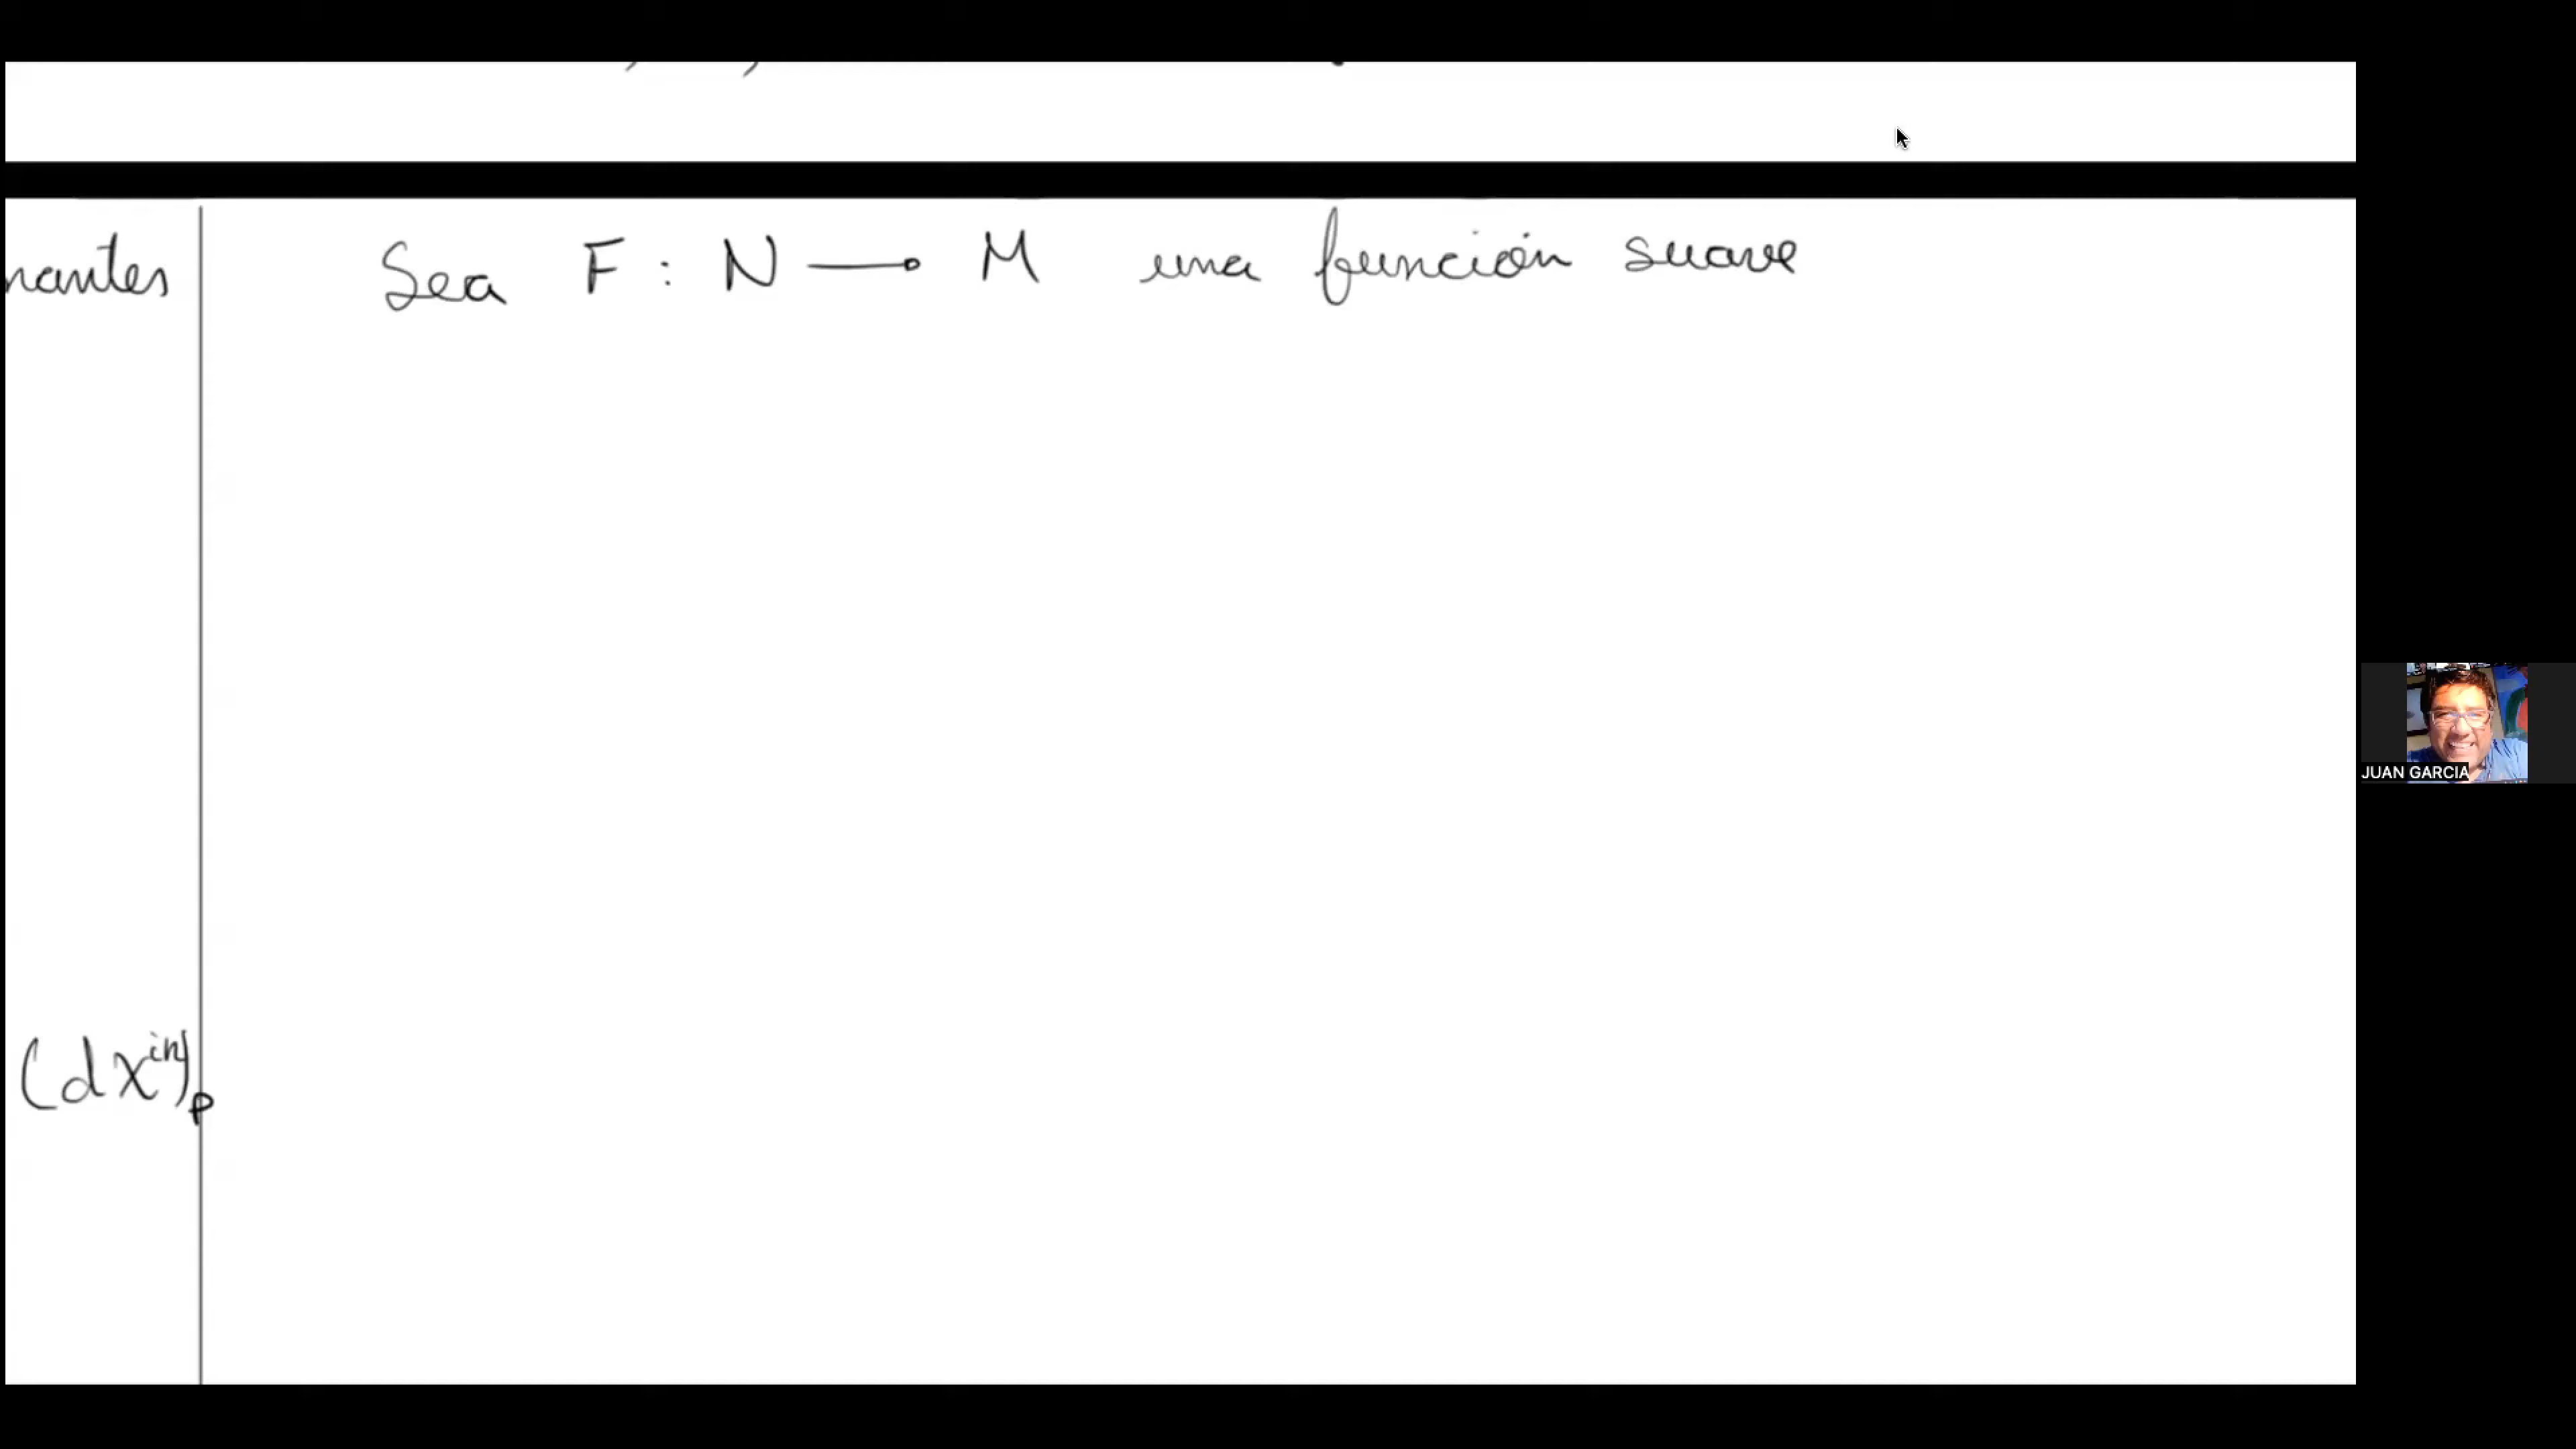 nantes
Sea F : N → M una función suave
(dx^{in})_p
JUAN GARCIA